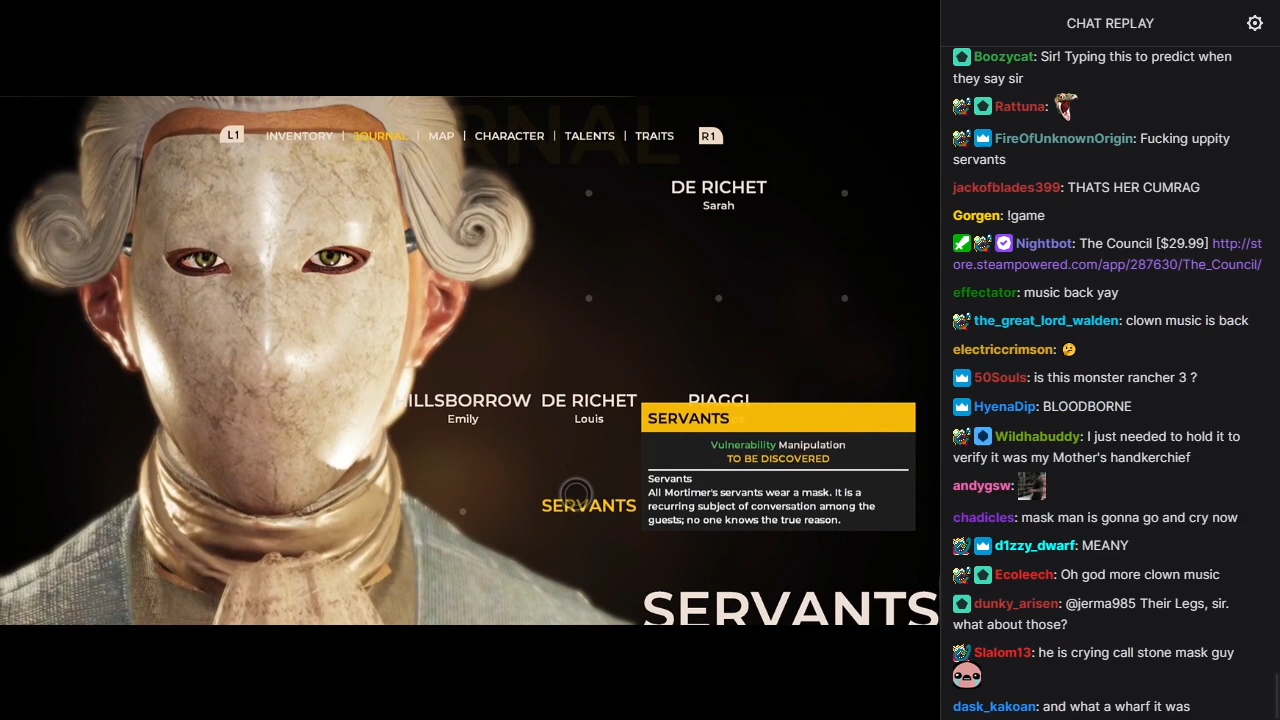 L1 INVENTORY | JOURNAL | MAP | CHARACTER | TALENTS | TRAITS R1
DE RICHET
Sarah
HILLSBORROW
Emily
DE RICHET
Louis
PIAGGI
SERVANTS
SERVANTS
Vulnerability Manipulation
TO BE DISCOVERED
Servants
All Mortimer's servants wear a mask. It is a
recurring subject of conversation among the
guests; no one knows the true reason.
SERVANTS
CHAT REPLAY
Boozycat: Sir! Typing this to predict when
they say sir
Rattuna:
FireOfUnknownOrigin: Fucking uppity
servants
jackofblades399: THATS HER CUMRAG
Gorgen: !game
Nightbot: The Council [$29.99] http://st
ore.steampowered.com/app/287630/The_Council/
effectator: music back yay
the_great_lord_walden: clown music is back
electriccrimson:
50Souls: is this monster rancher 3 ?
HyenaDip: BLOODBORNE
Wildhabuddy: I just needed to hold it to
verify it was my Mother's handkerchief
andygsw:
chadicles: mask man is gonna go and cry now
d1zzy_dwarf: MEANY
Ecoleech: Oh god more clown music
dunky_arisen: @jerma985 Their Legs, sir.
what about those?
Slalom13: he is crying call stone mask guy
dask_kakoan: and what a wharf it was